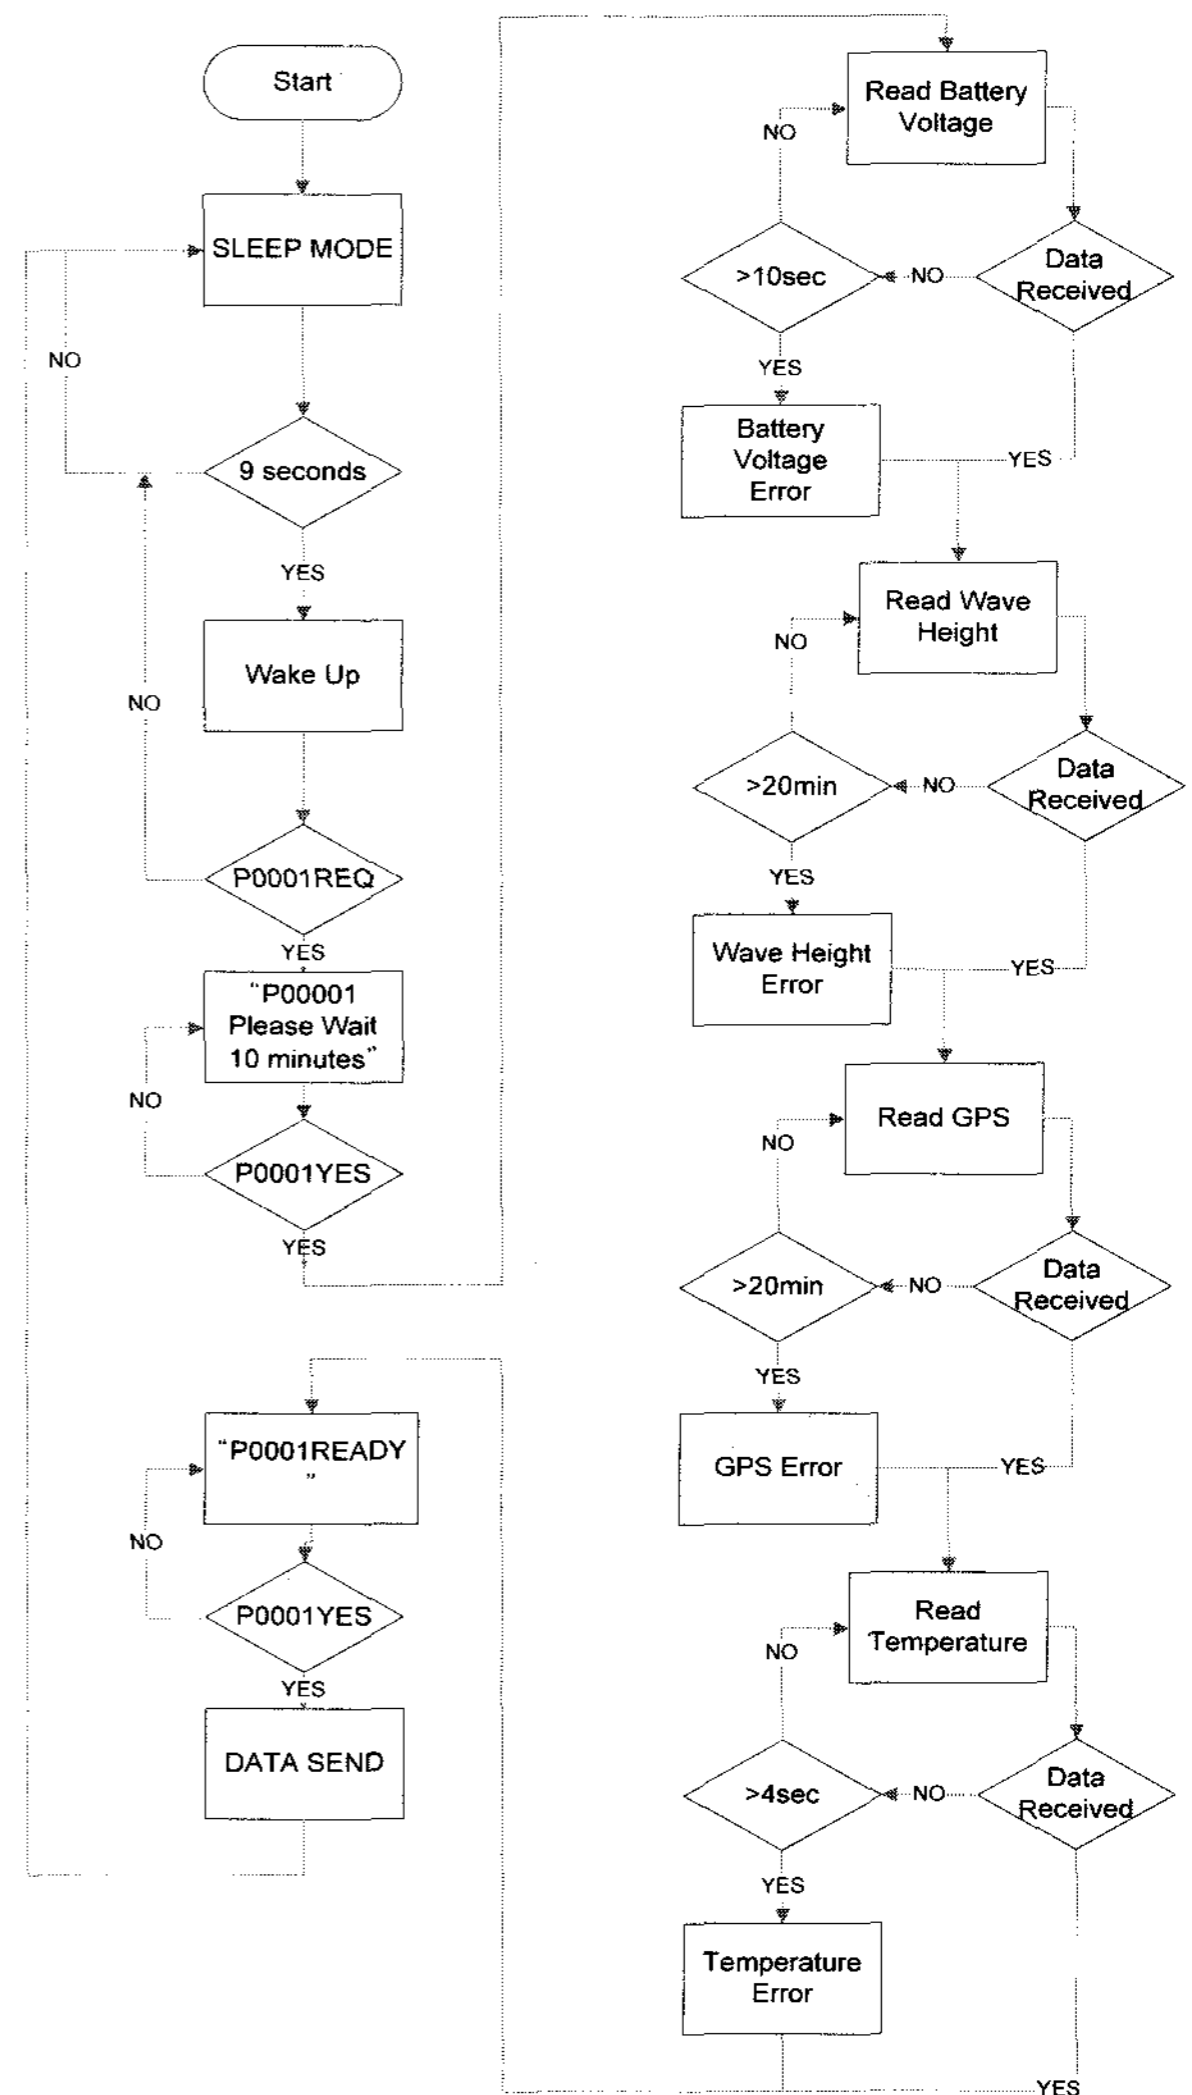 Start
SLEEP MODE
NO
9 seconds
YES
Wake Up
NO
P0001REQ
YES
“P00001
Please Wait
10 minutes”
NO
P0001YES
YES
“P0001READY
”
NO
P0001YES
YES
DATA SEND
Read Battery
Voltage
NO
>10sec
NO
Data
Received
YES
Battery
Voltage
Error
YES
Read Wave
Height
NO
>20min
NO
Data
Received
YES
Wave Height
Error
YES
Read GPS
NO
>20min
NO
Data
Received
YES
GPS Error
YES
Read
Temperature
NO
>4sec
NO
Data
Received
YES
Temperature
Error
YES